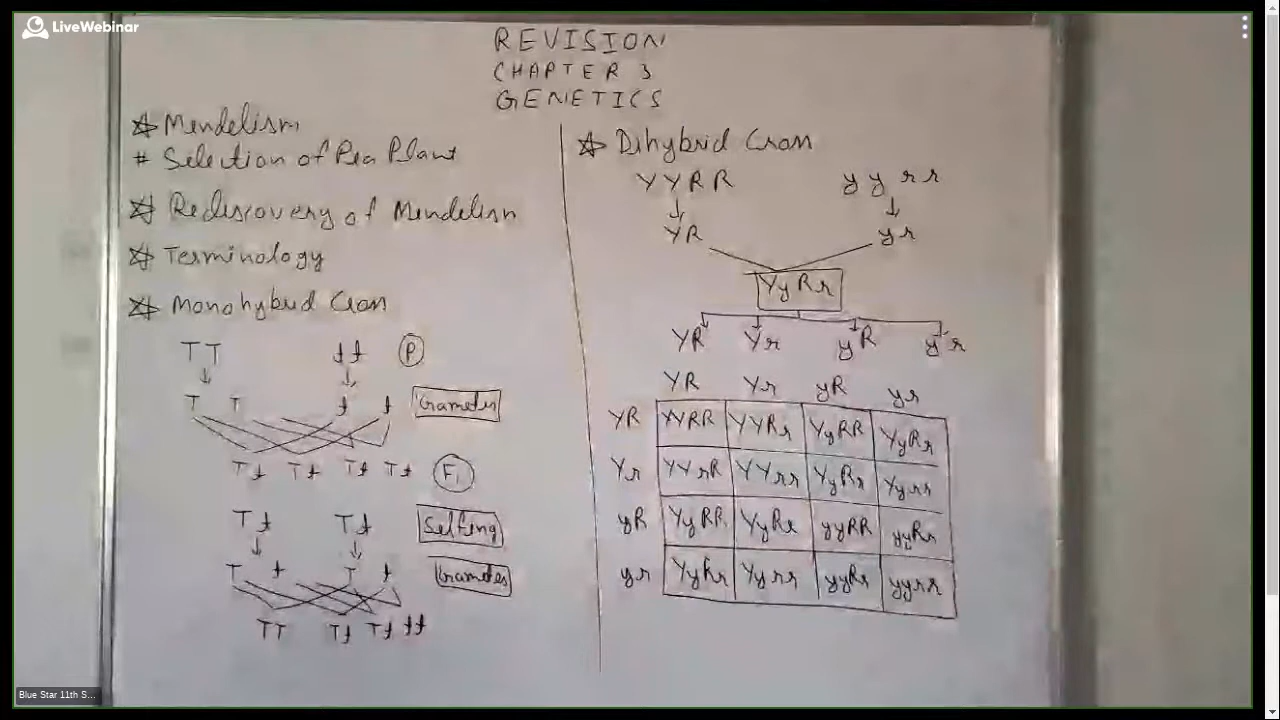 LiveWebinar
REVISION
CHAPTER 3
GENETICS
Mendelism
# Selection of Pea Plant
Rediscovery of Mendelism
Terminology
Monohybrid Cross
TT tt P
T T t t Gametes
Tt Tt Tt Tt F1
Tt Tt Selfing
T t T t Gametes
TT Tt Tt tt
Dihybrid Cross
YYRR yyrr
YR yr
YyRr
YR Yr yR yr
YR Yr yR yr
YR YYRR YYRr YyRR YyRr
Yr YYrR YYrr YyRr Yyrr
yR YyRR YyRr yyRR yyRr
yr YyRr Yyrr yyRr yyrr
Blue Star 11th S...